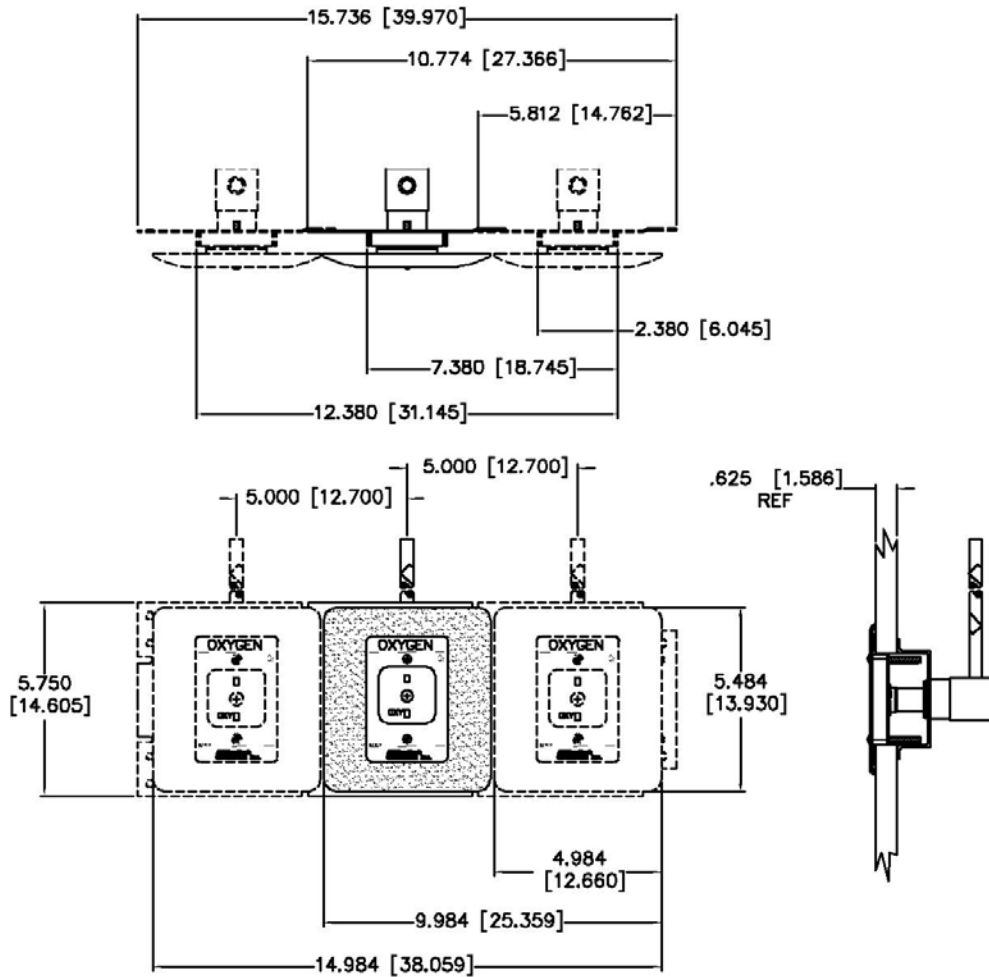 15.736 [39.970]
10.774 [27.366]
5.812 [14.762]
2.380 [6.045]
7.380 [18.745]
12.380 [31.145]
5.000 [12.700]
5.000 [12.700]
.625 [1.586]
REF
OXYGEN
OXYGEN
OXYGEN
5.750
[14.605]
5.484
[13.930]
OXY
OXY
OXY
4.984
[12.660]
9.984 [25.359]
14.984 [38.059]